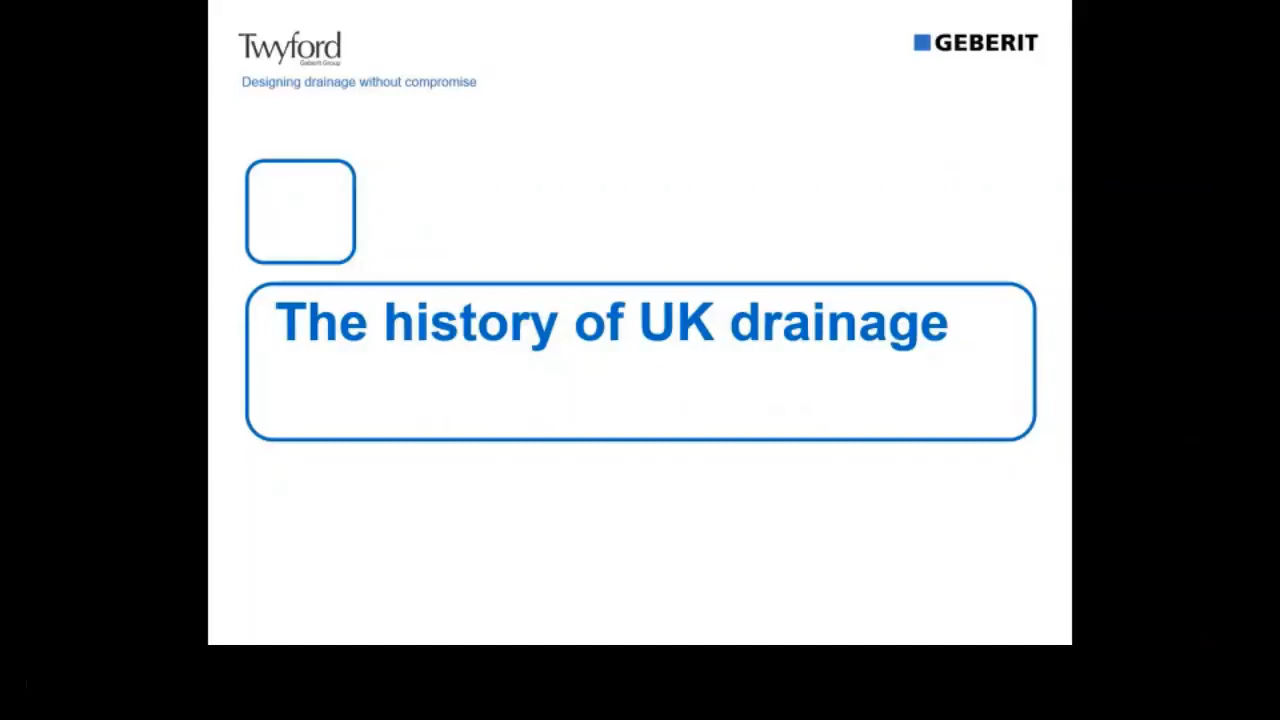 Twyford
Geberit Group
GEBERIT
Designing drainage without compromise
The history of UK drainage